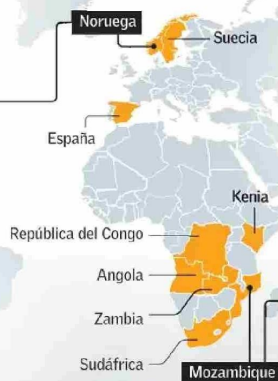 Noruega
Suecia
España
Kenia
República del Congo
Angola
Zambia
Sudáfrica
Mozambique